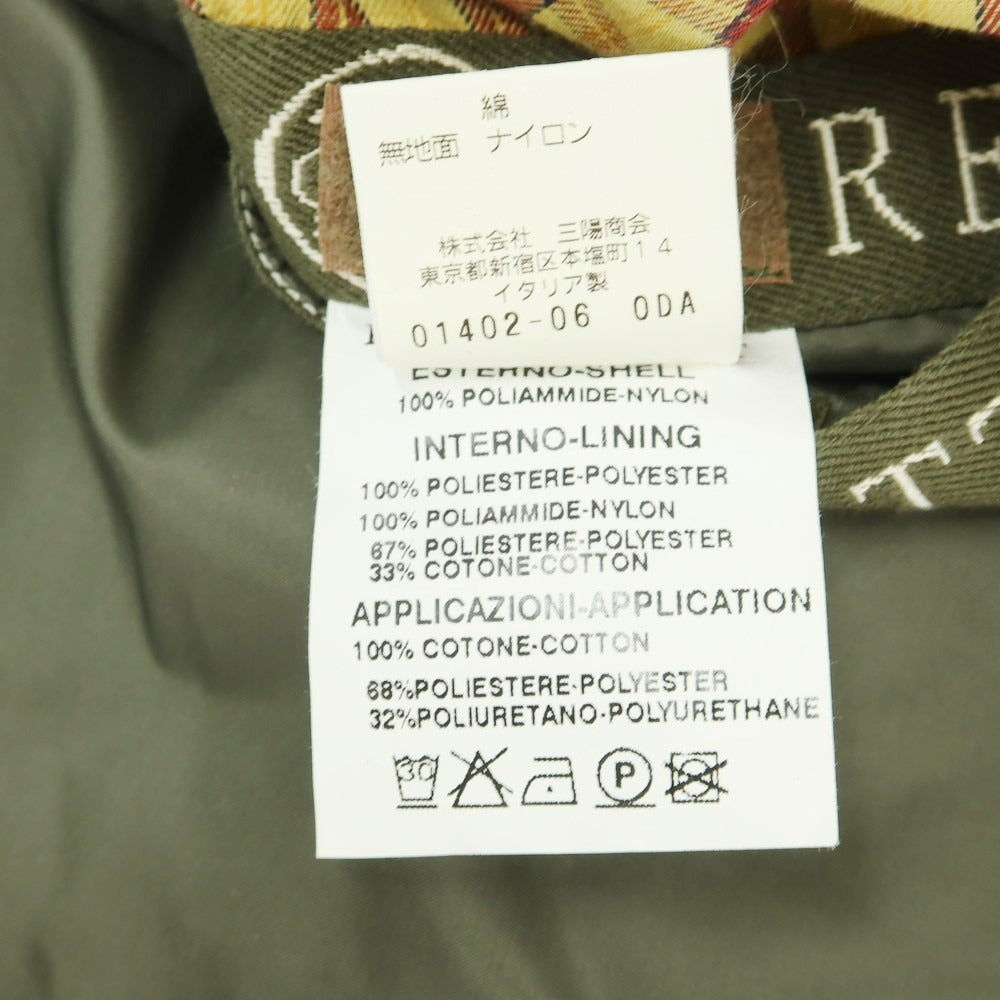 綿
無地面 ナイロン
株式会社 三陽商会
東京都新宿区本塩町14
イタリア製
01402-06 0DA
RE
ESTERNO-SHELL
100% POLIAMMIDE-NYLON
INTERNO-LINING
100% POLIESTERE-POLYESTER
100% POLIAMMIDE-NYLON
67% POLIESTERE-POLYESTER
33% COTONE-COTTON
APPLICAZIONI-APPLICATION
100% COTONE-COTTON
68%POLIESTERE-POLYESTER
32%POLIURETANO-POLYURETHANE
30
P